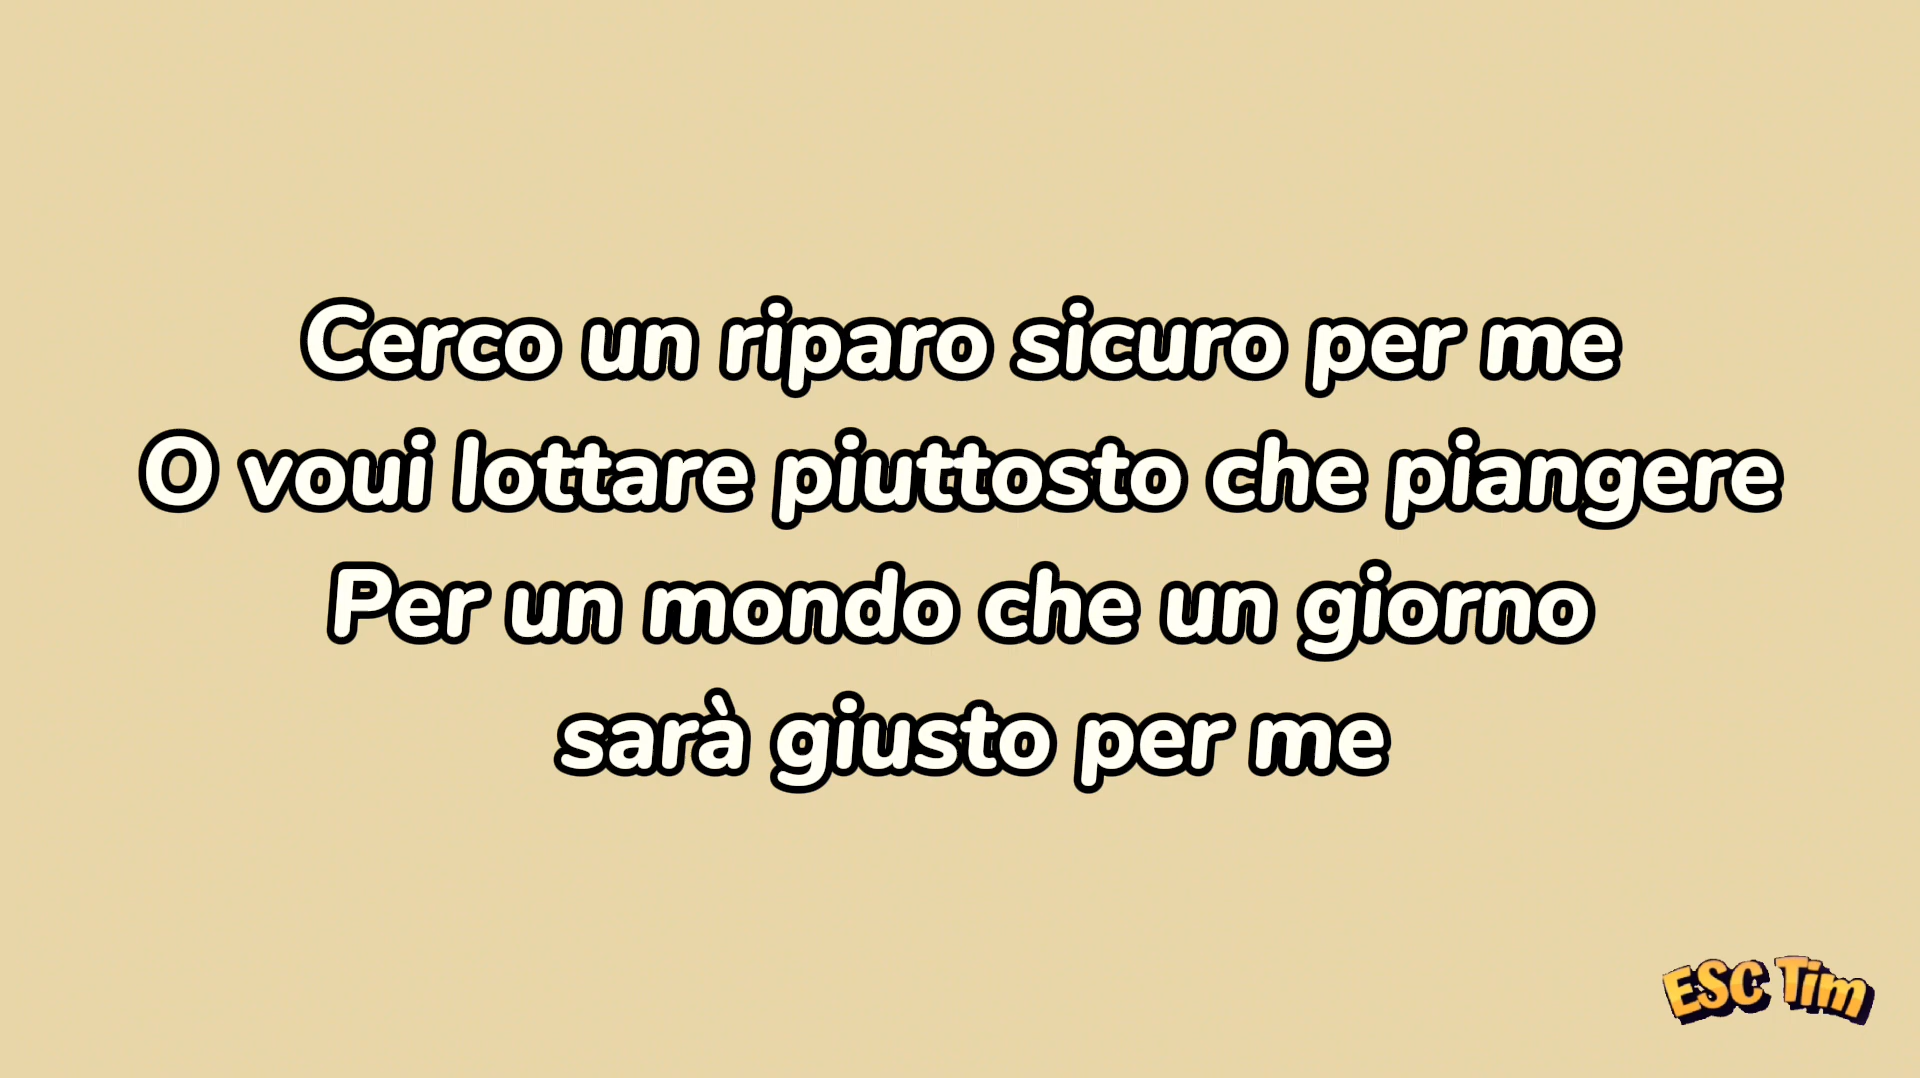 Cerco un riparo sicuro per me
O voui lottare piuttosto che piangere
Per un mondo che un giorno
sarà giusto per me
ESC Tim